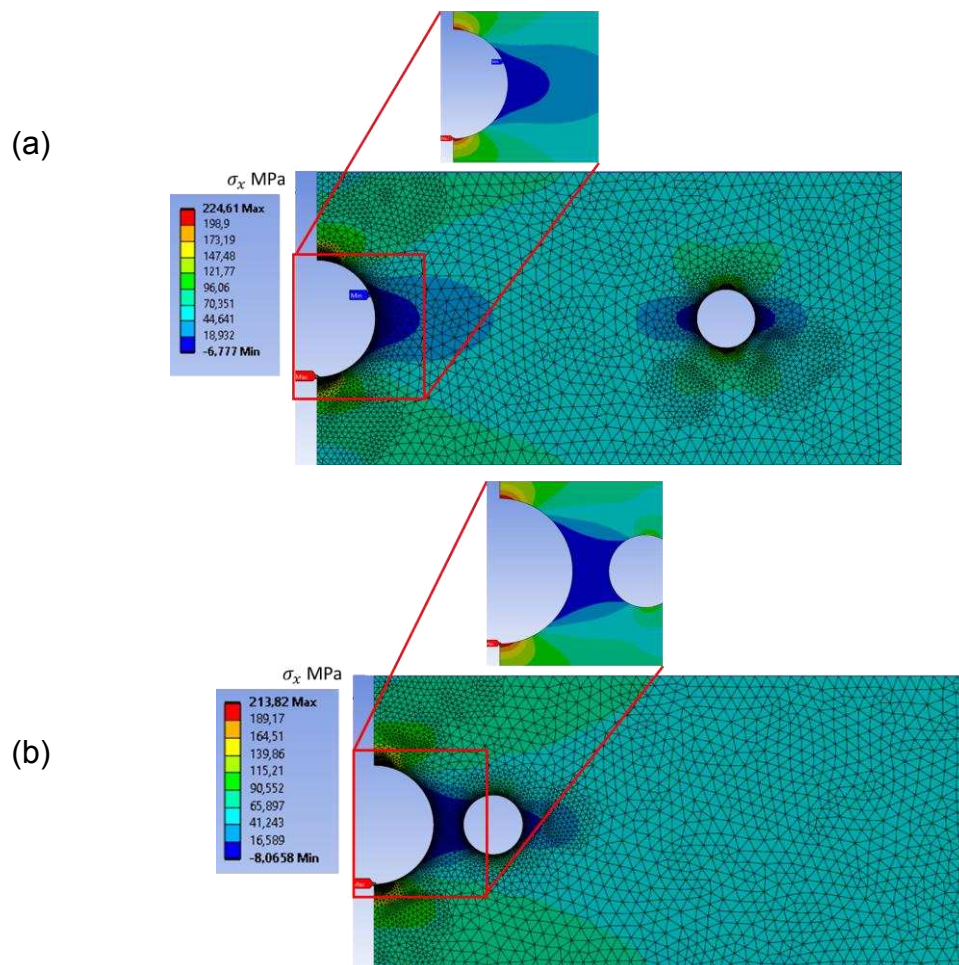 (a)
σₓ MPa
224,61 Max
198,9
173,19
147,48
121,77
96,06
70,351
44,641
18,932
-6,777 Min
Min
(b)
σₓ MPa
213,82 Max
189,17
164,51
139,86
115,21
90,552
65,897
41,243
16,589
-8,0658 Min